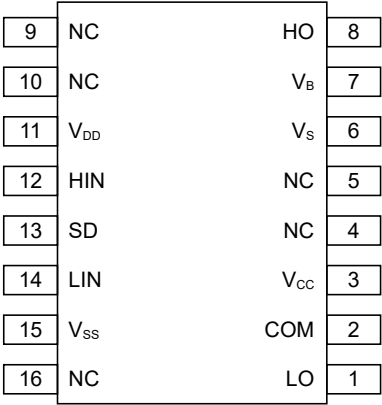 9 NC HO 8
10 NC VB 7
11 VDD VS 6
12 HIN NC 5
13 SD NC 4
14 LIN VCC 3
15 VSS COM 2
16 NC LO 1